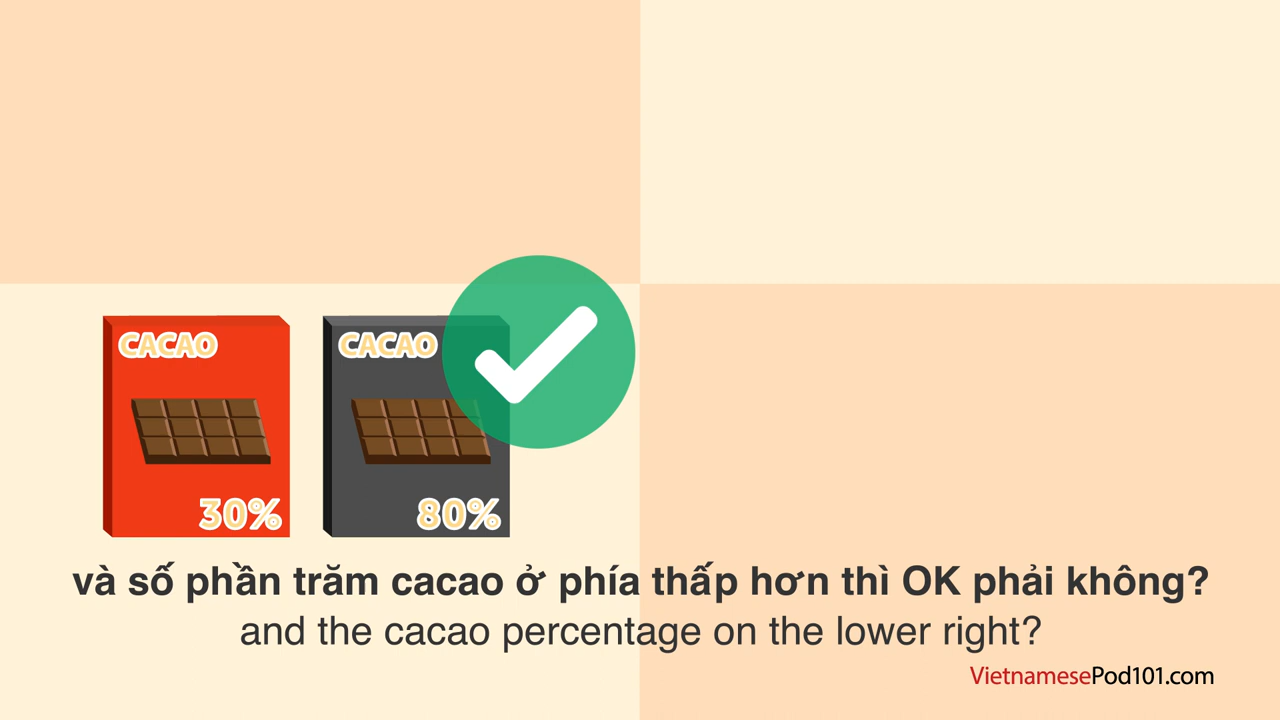 CACAO
30%
CACAO
80%
và số phần trăm cacao ở phía thấp hơn thì OK phải không?
and the cacao percentage on the lower right?
VietnamesePod101.com